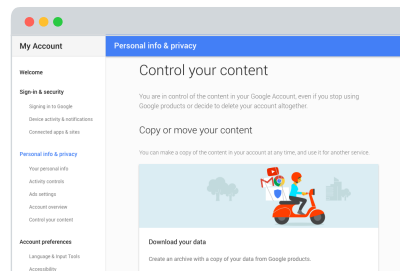 My Account
Personal info & privacy
Welcome
Sign-in & security
Signing in to Google
Device activity & notifications
Connected apps & sites
Personal info & privacy
Your personal info
Activity controls
Ads settings
Account overview
Control your content
Account preferences
Language & Input Tools
Accessibility
Control your content
You are in control of the content in your Google Account, even if you stop using
Google products or decide to delete your account altogether.
Copy or move your content
You can make a copy of the content in your account at any time, and use it for another service.
Download your data
Create an archive with a copy of your data from Google products.